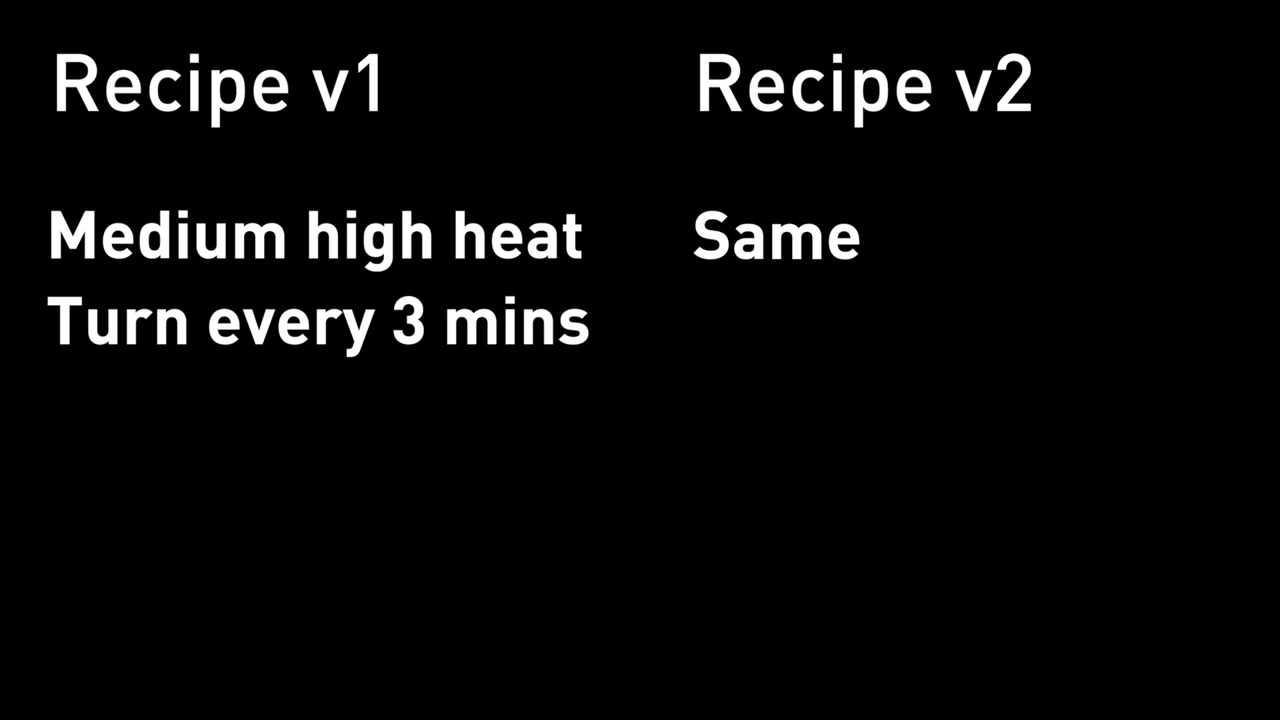 Recipe v1
Recipe v2
Medium high heat
Same
Turn every 3 mins